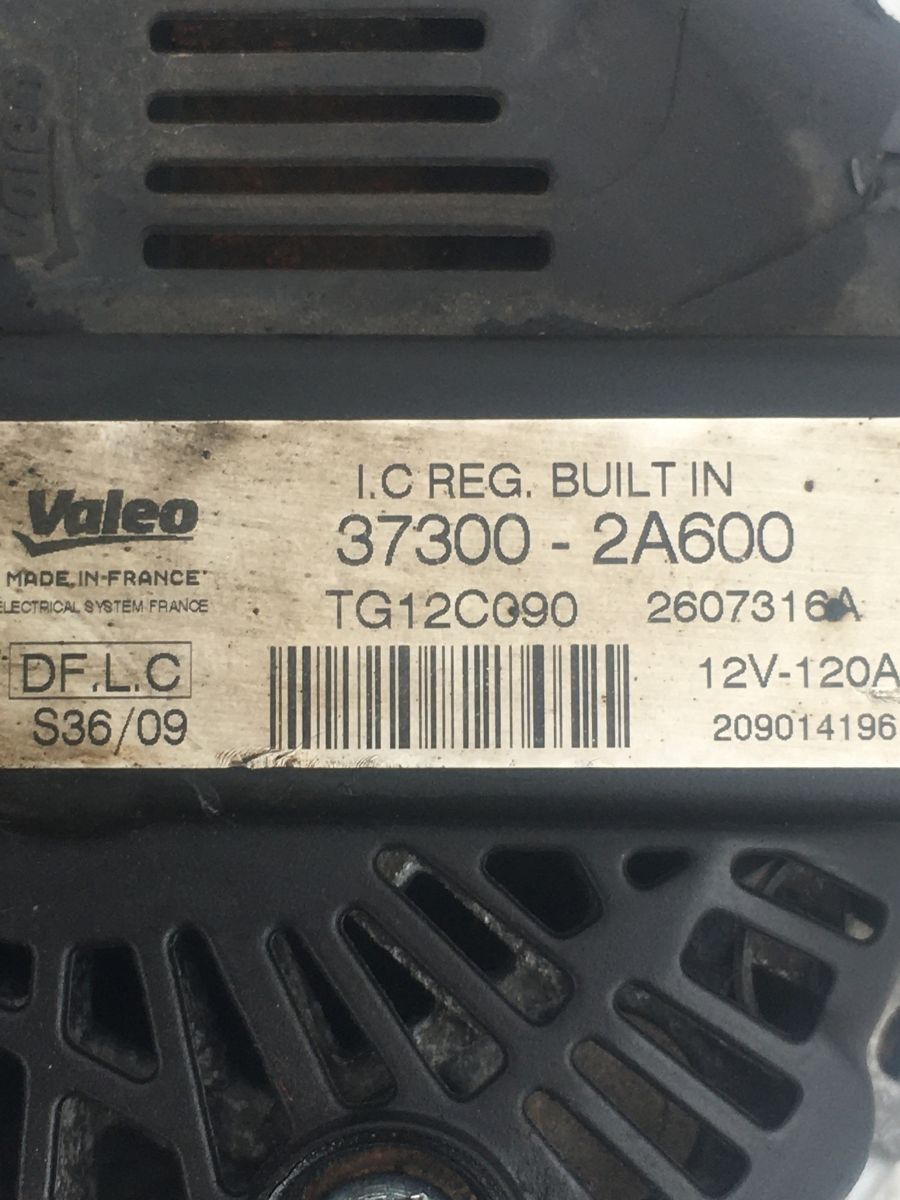 I.C REG. BUILT IN
Valeo
37300 - 2A600
MADE-IN-FRANCE
ELECTRICAL SYSTEM FRANCE
TG12C090 2607316A
DF.L.C
12V-120A
S36/09
209014196